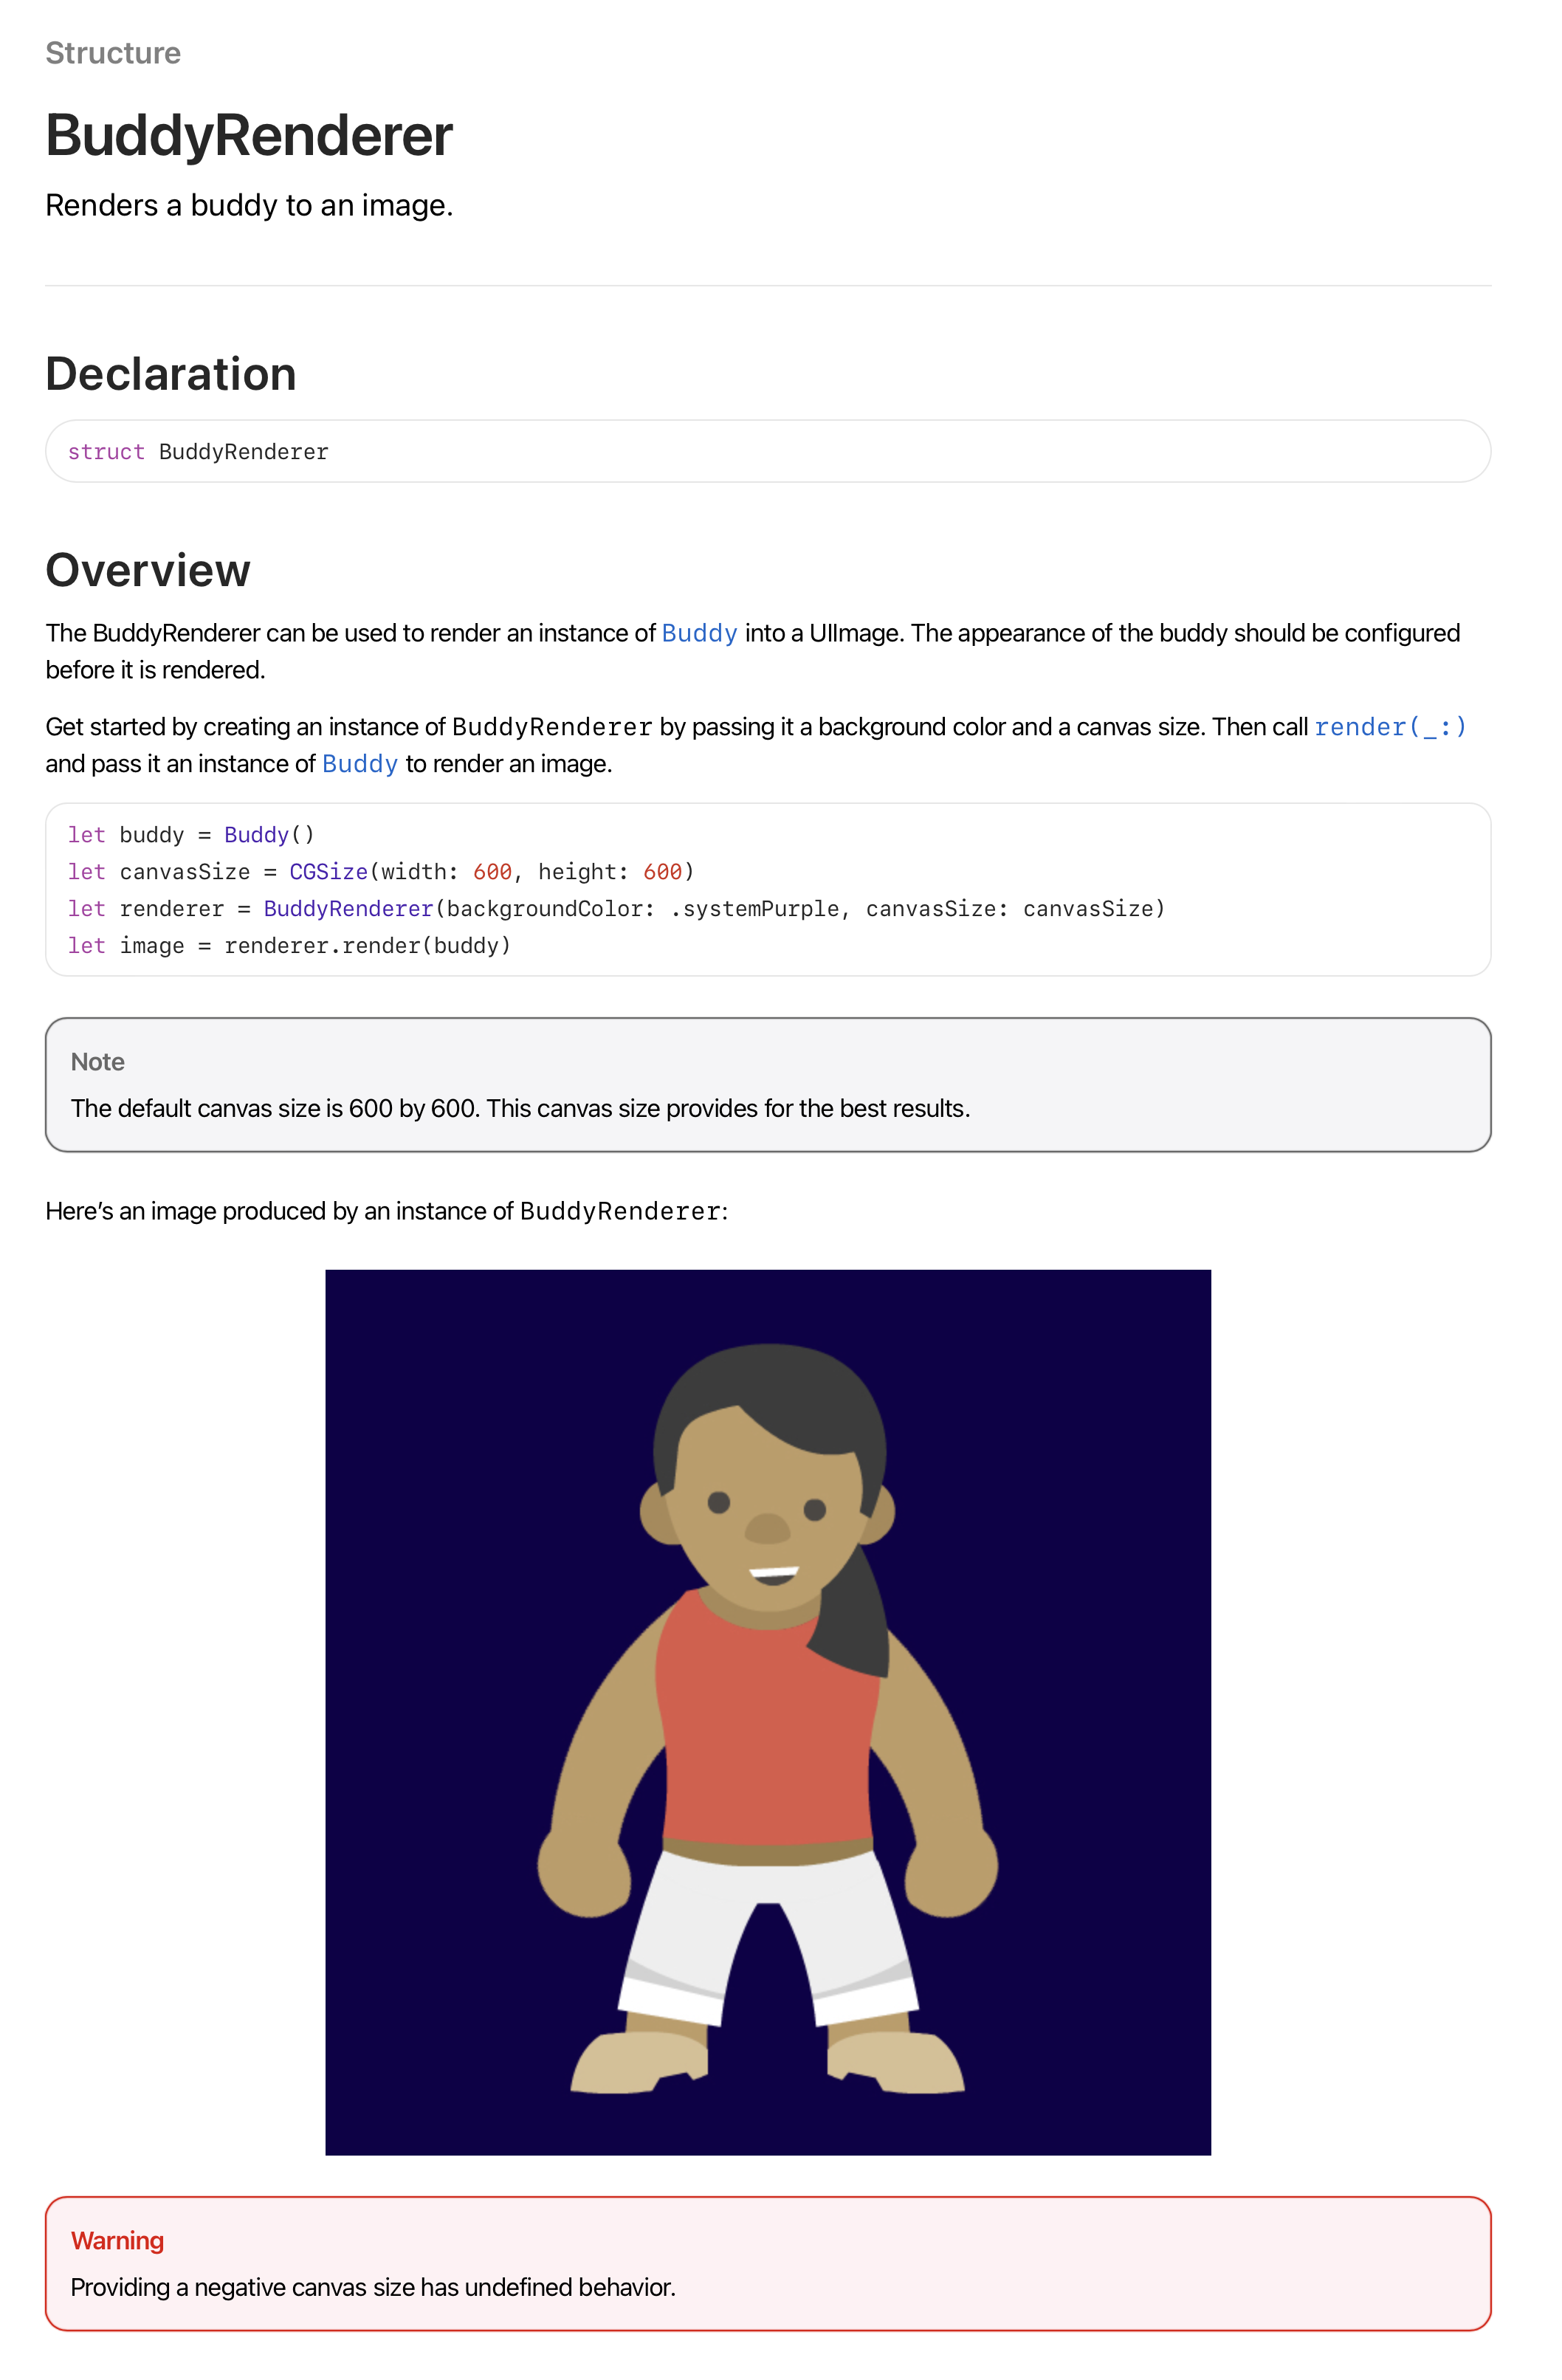 Structure
BuddyRenderer
Renders a buddy to an image.
Declaration
struct BuddyRenderer
Overview
The BuddyRenderer can be used to render an instance of Buddy into a UIImage. The appearance of the buddy should be configured
before it is rendered.
Get started by creating an instance of BuddyRenderer by passing it a background color and a canvas size. Then call render(_:)
and pass it an instance of Buddy to render an image.
let buddy = Buddy()
let canvasSize = CGSize(width: 600, height: 600)
let renderer = BuddyRenderer(backgroundColor: .systemPurple, canvasSize: canvasSize)
let image = renderer.render(buddy)
Note
The default canvas size is 600 by 600. This canvas size provides for the best results.
Here’s an image produced by an instance of BuddyRenderer:
Warning
Providing a negative canvas size has undefined behavior.